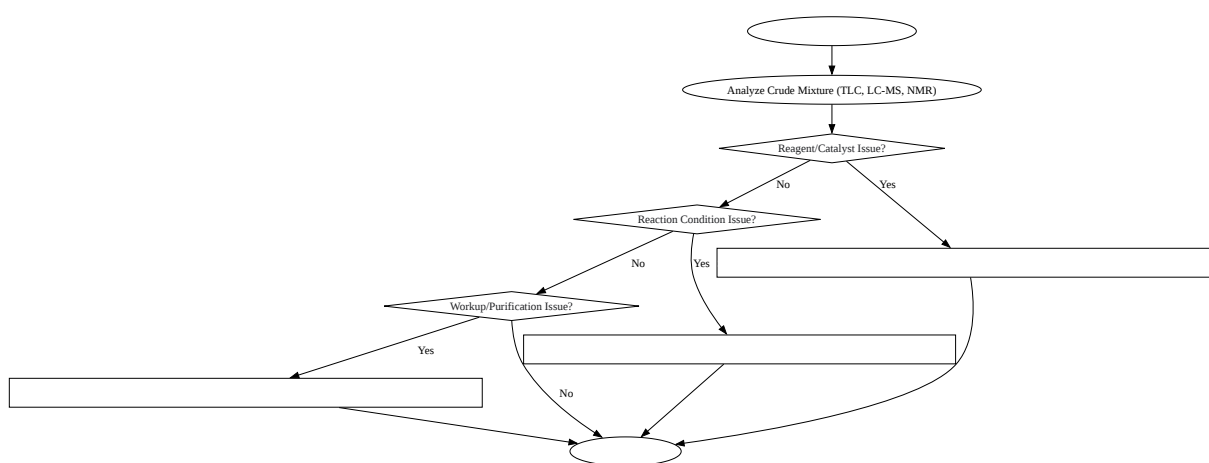 Analyze Crude Mixture (TLC, LC-MS, NMR)
Reagent/Catalyst Issue?
No
Yes
Reaction Condition Issue?
No
Yes
Workup/Purification Issue?
Yes
No